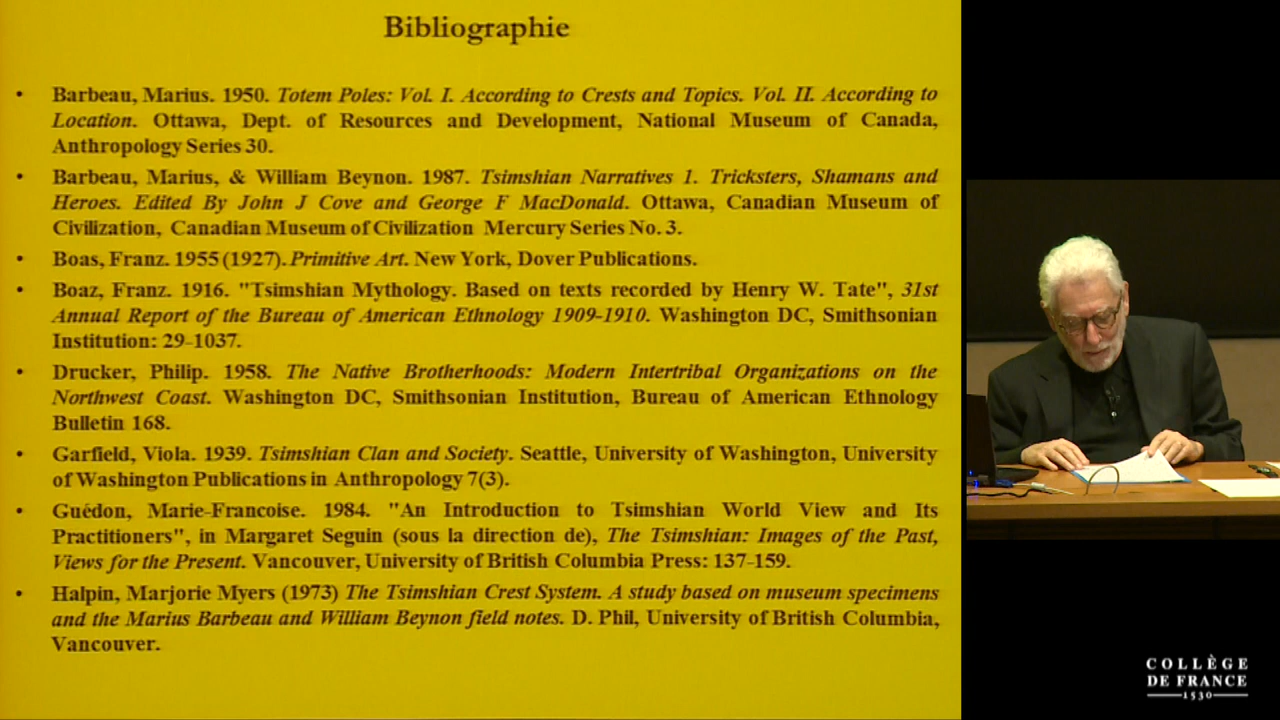 Bibliographie
• Barbeau, Marius. 1950. Totem Poles: Vol. I. According to Crests and Topics. Vol. II. According to
Location. Ottawa, Dept. of Resources and Development, National Museum of Canada,
Anthropology Series 30.
• Barbeau, Marius, & William Beynon. 1987. Tsimshian Narratives 1. Tricksters, Shamans and
Heroes. Edited By John J Cove and George F MacDonald. Ottawa, Canadian Museum of
Civilization, Canadian Museum of Civilization Mercury Series No. 3.
• Boas, Franz. 1955 (1927). Primitive Art. New York, Dover Publications.
• Boaz, Franz. 1916. "Tsimshian Mythology. Based on texts recorded by Henry W. Tate", 31st
Annual Report of the Bureau of American Ethnology 1909-1910. Washington DC, Smithsonian
Institution: 29-1037.
• Drucker, Philip. 1958. The Native Brotherhoods: Modern Intertribal Organizations on the
Northwest Coast. Washington DC, Smithsonian Institution, Bureau of American Ethnology
Bulletin 168.
• Garfield, Viola. 1939. Tsimshian Clan and Society. Seattle, University of Washington, University
of Washington Publications in Anthropology 7(3).
• Guédon, Marie-Francoise. 1984. "An Introduction to Tsimshian World View and Its
Practitioners", in Margaret Seguin (sous la direction de), The Tsimshian: Images of the Past,
Views for the Present. Vancouver, University of British Columbia Press: 137-159.
• Halpin, Marjorie Myers (1973) The Tsimshian Crest System. A study based on museum specimens
and the Marius Barbeau and William Beynon field notes. D. Phil, University of British Columbia,
Vancouver.
COLLÈGE
DE FRANCE
1530